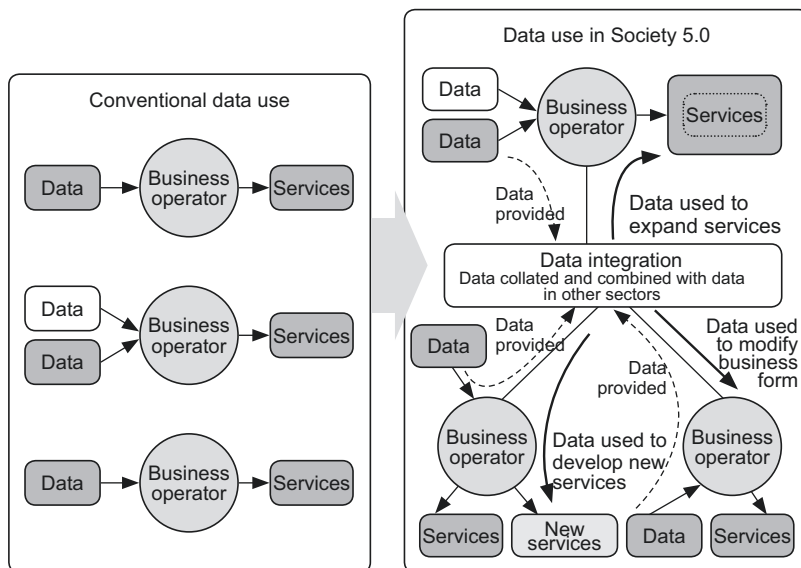 Conventional data use
Data
Business
operator
Services
Data
Data
Business
operator
Services
Data
Business
operator
Services
Data use in Society 5.0
Data
Data
Business
operator
Services
Data
provided
Data used to
expand services
Data integration
Data collated and combined with data
in other sectors
Data
Data
provided
Data used
to modify
business
form
Data
provided
Business
operator
Data used to
develop new
services
Business
operator
Services
New
services
Data
Services